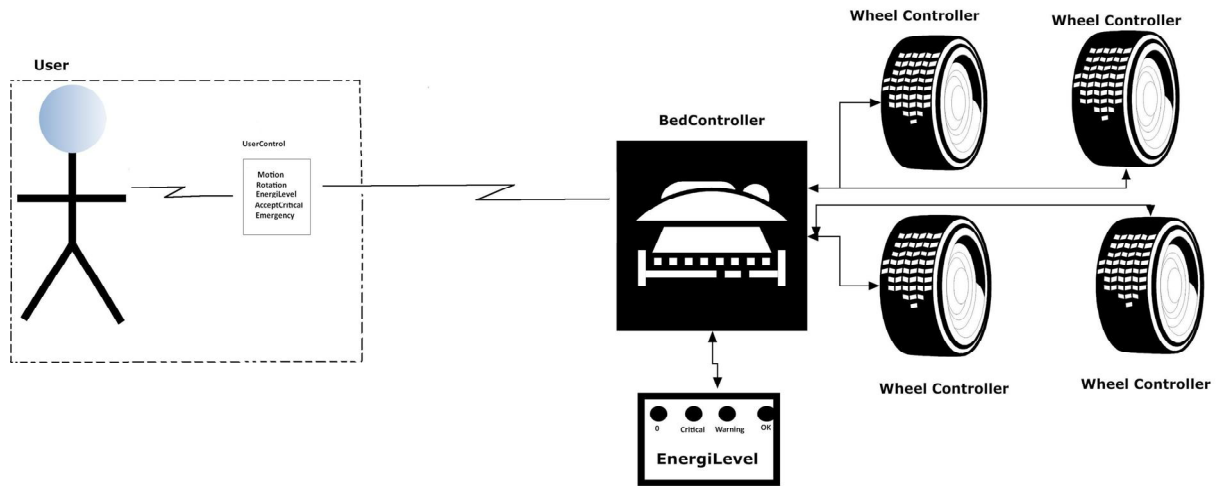 User
UserControl
Motion
Rotation
EnergiLevel
AcceptCritical
Emergency
BedController
Wheel Controller
Wheel Controller
Wheel Controller
Wheel Controller
0 Critical Warning OK
EnergiLevel